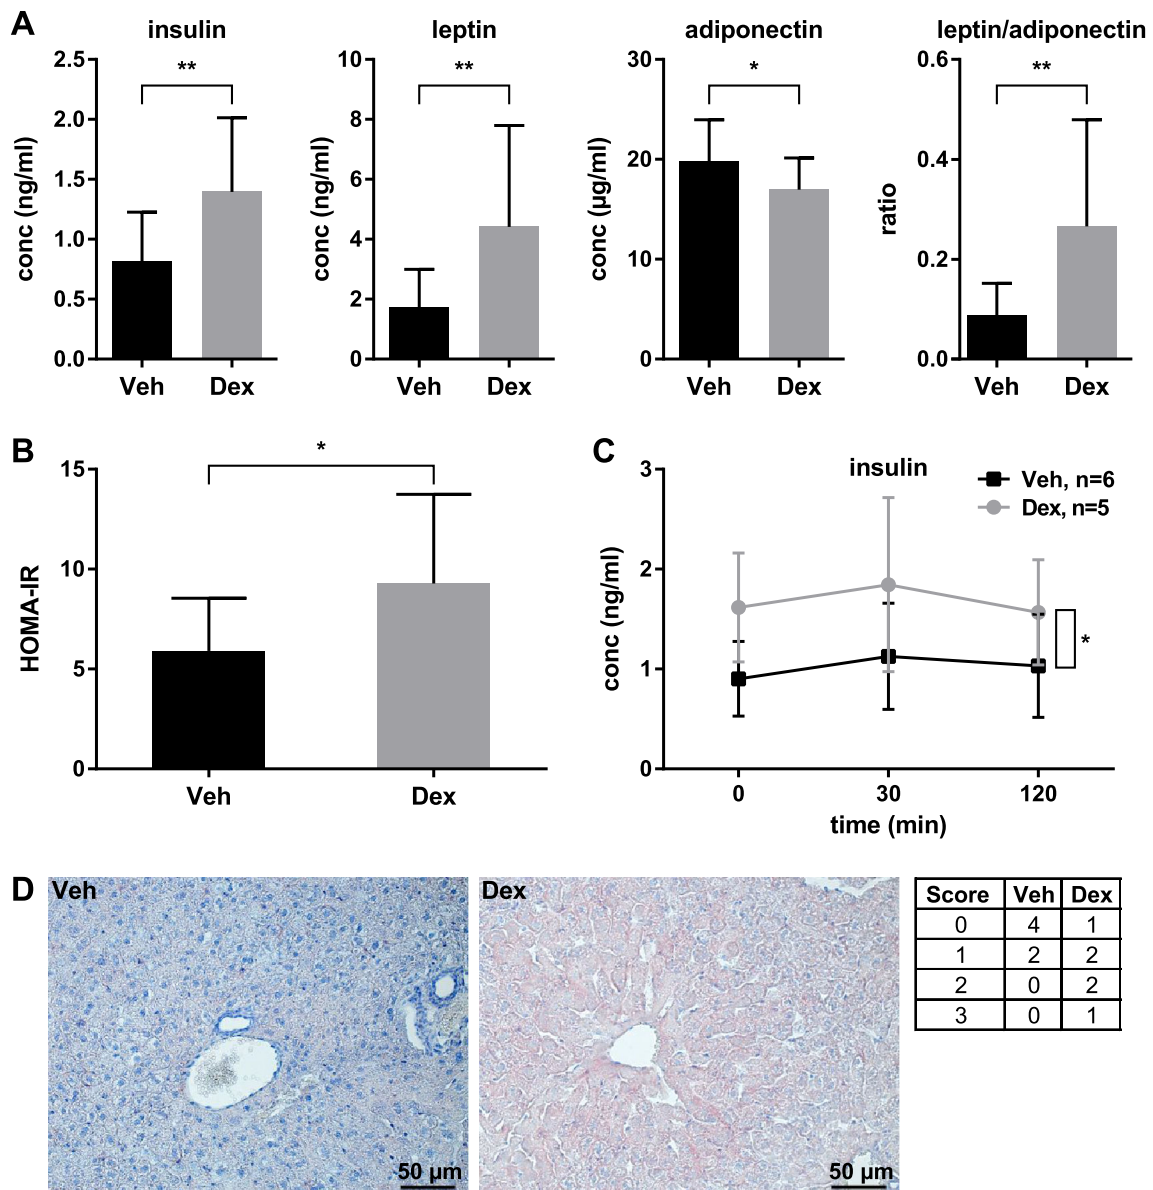 A
insulin
leptin
adiponectin
leptin/adiponectin
conc (ng/ml)
2.5
2.0
1.5
1.0
0.5
0.0
**
Veh Dex
conc (ng/ml)
10
8
6
4
2
0
**
Veh Dex
conc (µg/ml)
30
20
10
0
*
Veh Dex
ratio
0.6
0.4
0.2
0.0
**
Veh Dex
B
HOMA-IR
15
10
5
0
*
Veh Dex
C
insulin
Veh, n=6
Dex, n=5
conc (ng/ml)
3
2
1
0
*
0 30 120
time (min)
D
Veh
50 µm
Dex
50 µm
Score Veh Dex
0 4 1
1 2 2
2 0 2
3 0 1